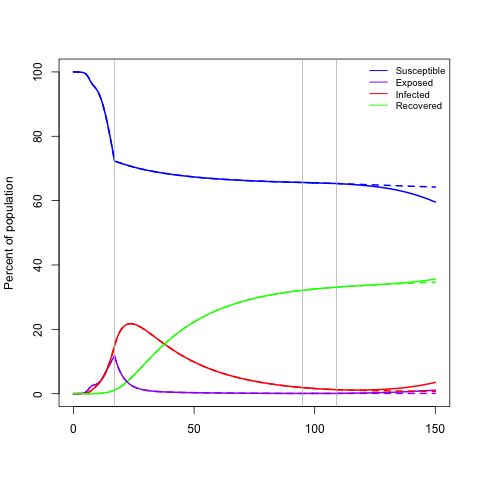 Susceptible
Exposed
Infected
Recovered
Percent of population
100
80
60
40
20
0
0 50 100 150